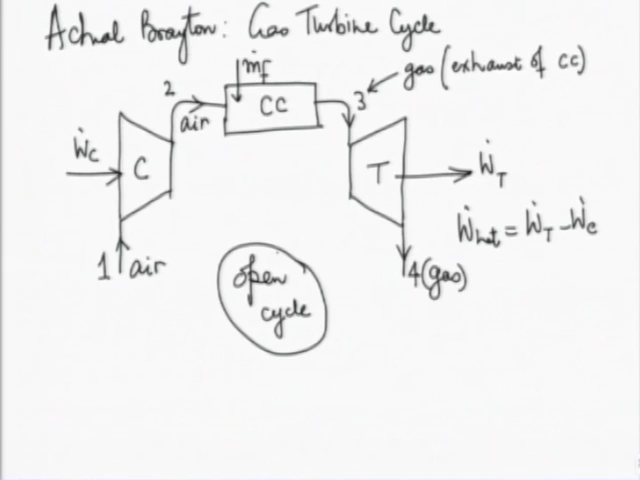 Actual Brayton: Gas Turbine Cycle
ṁf
gas (exhaust of CC)
2
air
CC
3
Ẇc
C
T
ẆT
Ẇnet = ẆT - Ẇc
1 air
4 (gas)
open
cycle